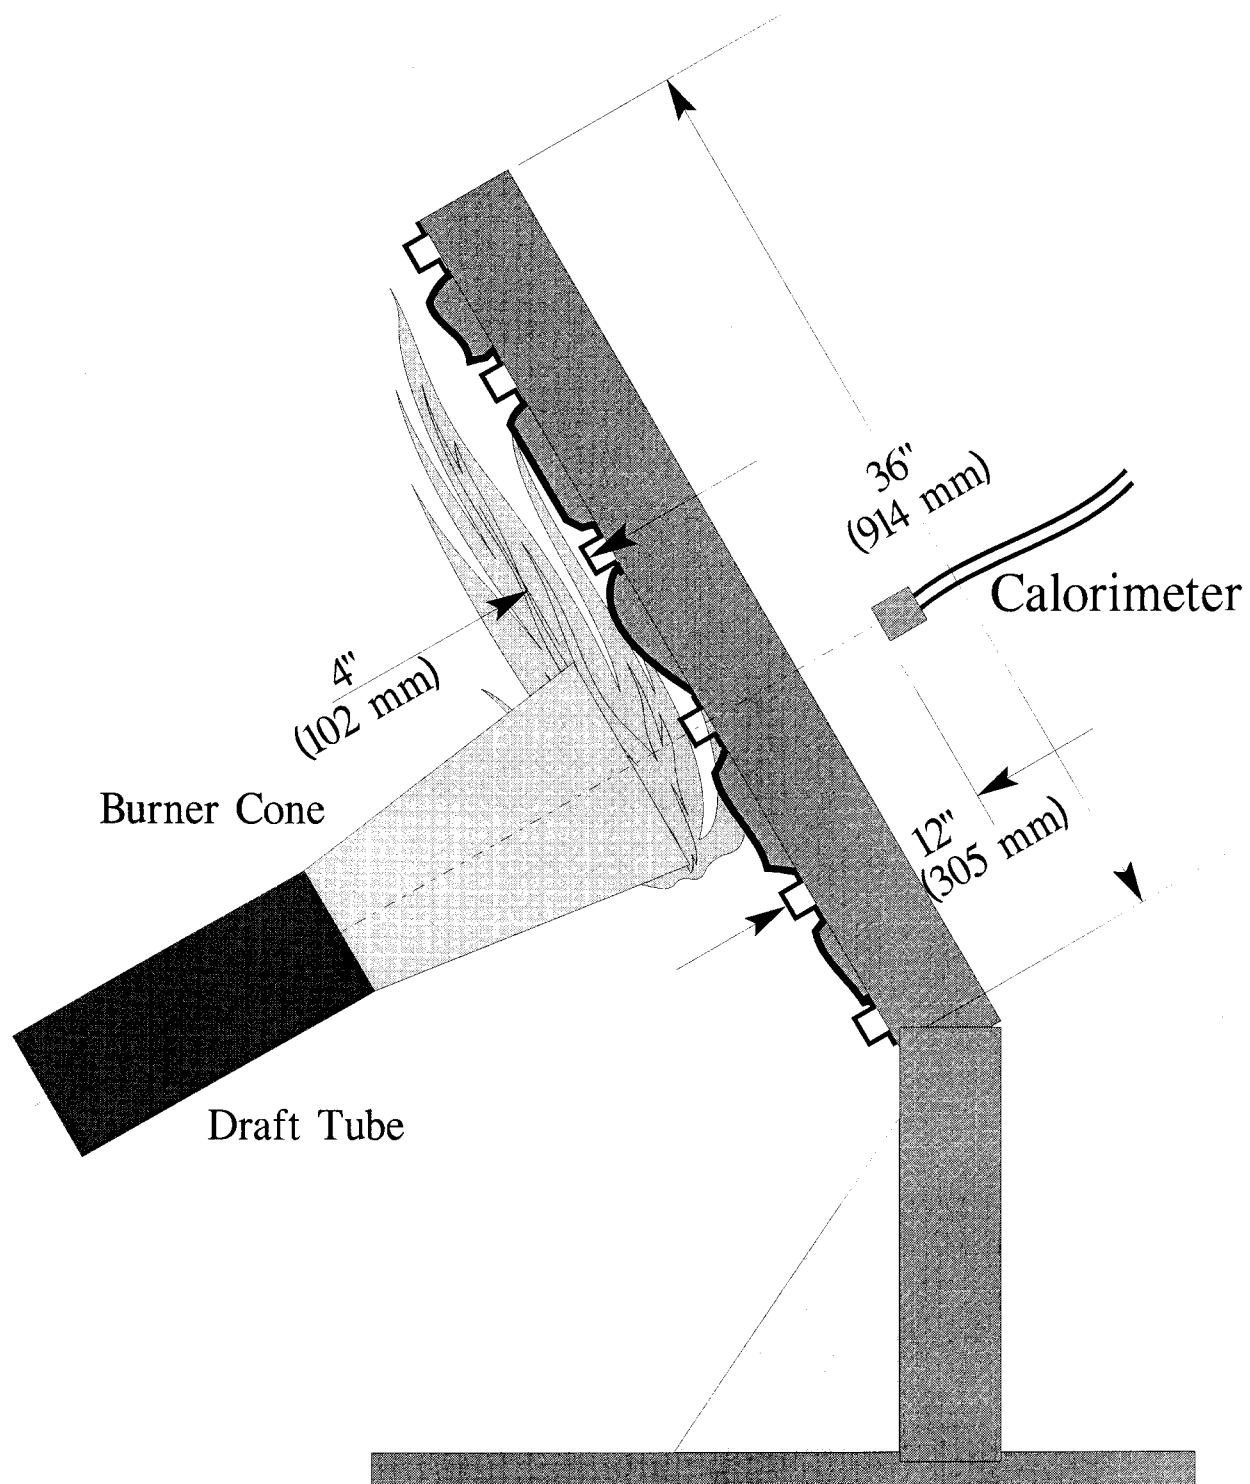 36"
(914 mm)
Calorimeter
4"
(102 mm)
Burner Cone
12"
(305 mm)
Draft Tube